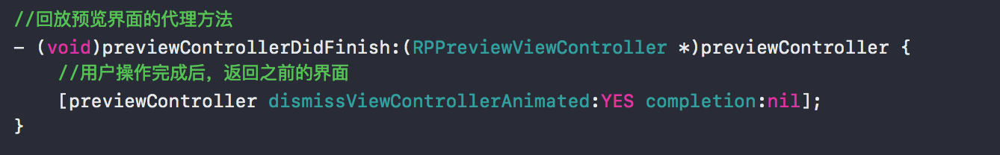 //回放预览界面的代理方法
- (void)previewControllerDidFinish:(RPPreviewViewController *)previewController {
    //用户操作完成后，返回之前的界面
    [previewController dismissViewControllerAnimated:YES completion:nil];
}